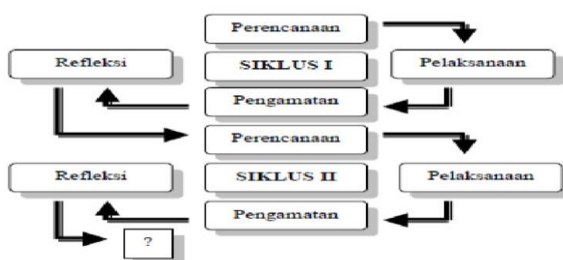 Perencanaan
Refleksi
SIKLUS I
Pelaksanaan
Pengamatan
Perencanaan
Refleksi
SIKLUS II
Pelaksanaan
Pengamatan
?